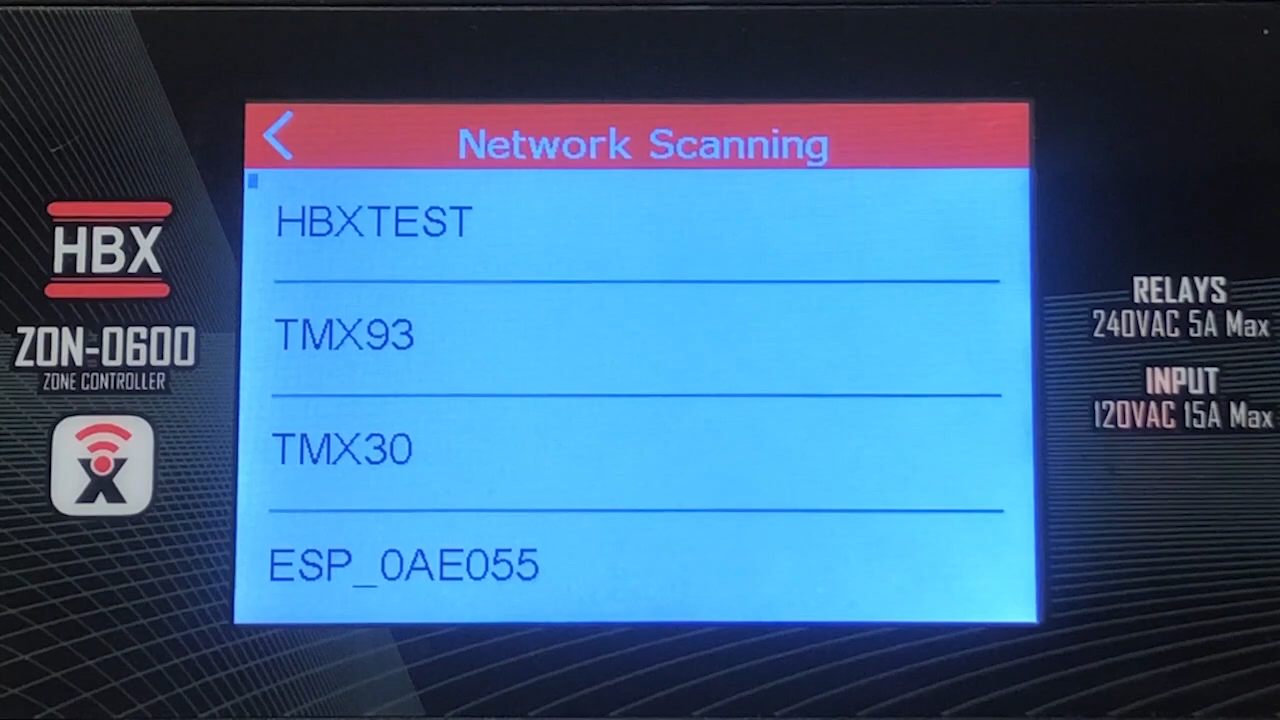 Network Scanning
HBXTEST
TMX93
TMX30
ESP_0AE055
HBX
ZON-0600
ZONE CONTROLLER
X
RELAYS
240VAC 5A Max
INPUT
120VAC 15A Max